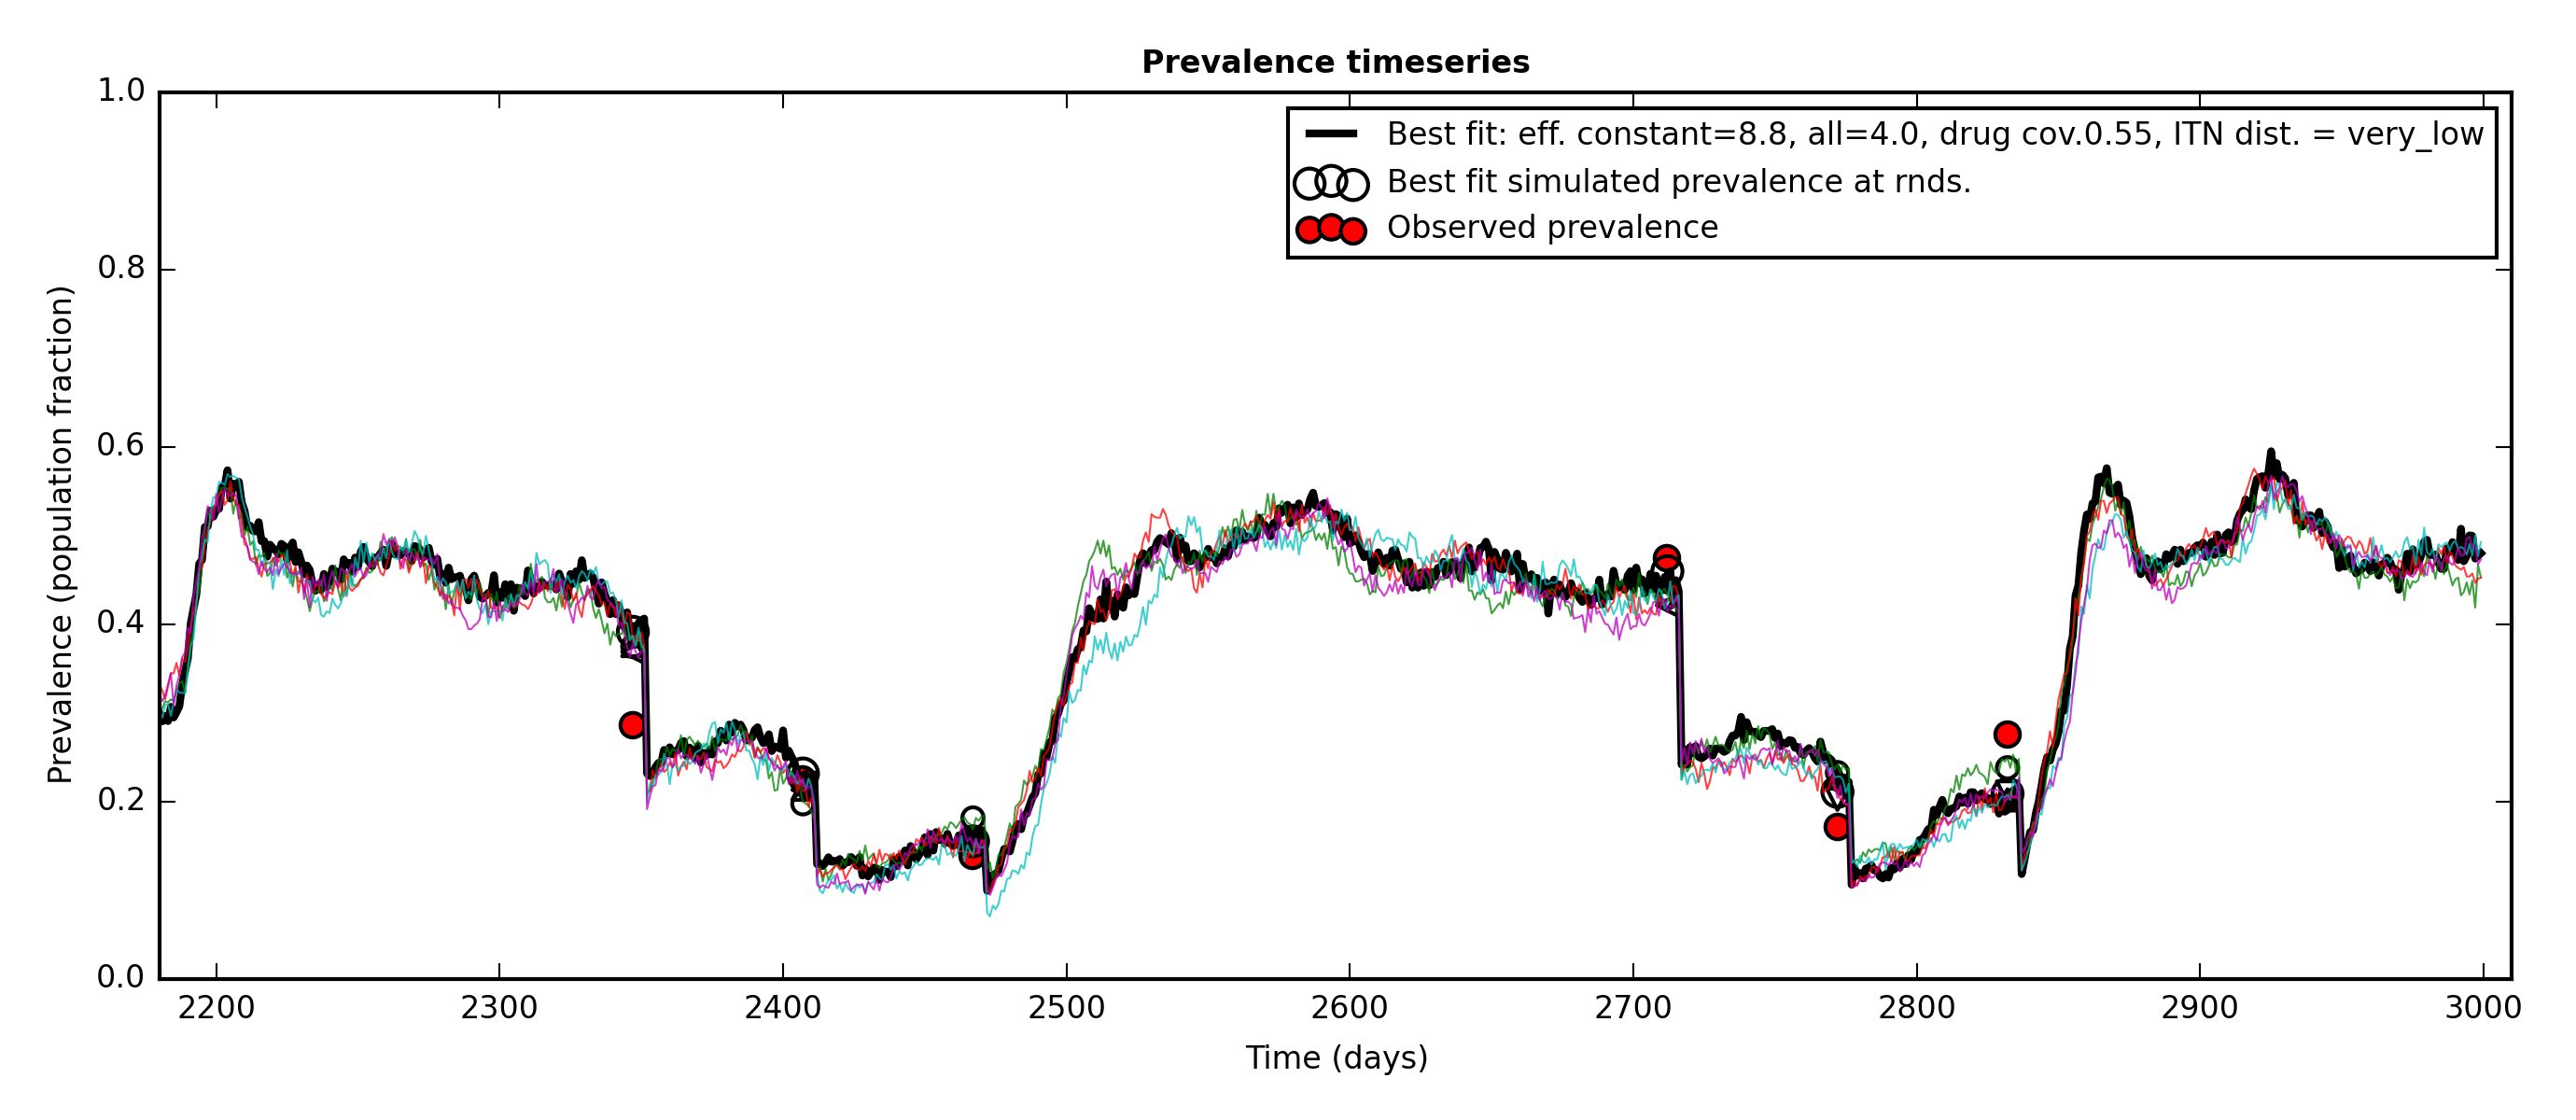 Prevalence timeseries
1.0
0.8
0.6
0.4
0.2
0.0
Prevalence (population fraction)
Best fit: eff. constant=8.8, all=4.0, drug cov.0.55, ITN dist. = very_low
Best fit simulated prevalence at rnds.
Observed prevalence
2200 2300 2400 2500 2600 2700 2800 2900 3000
Time (days)